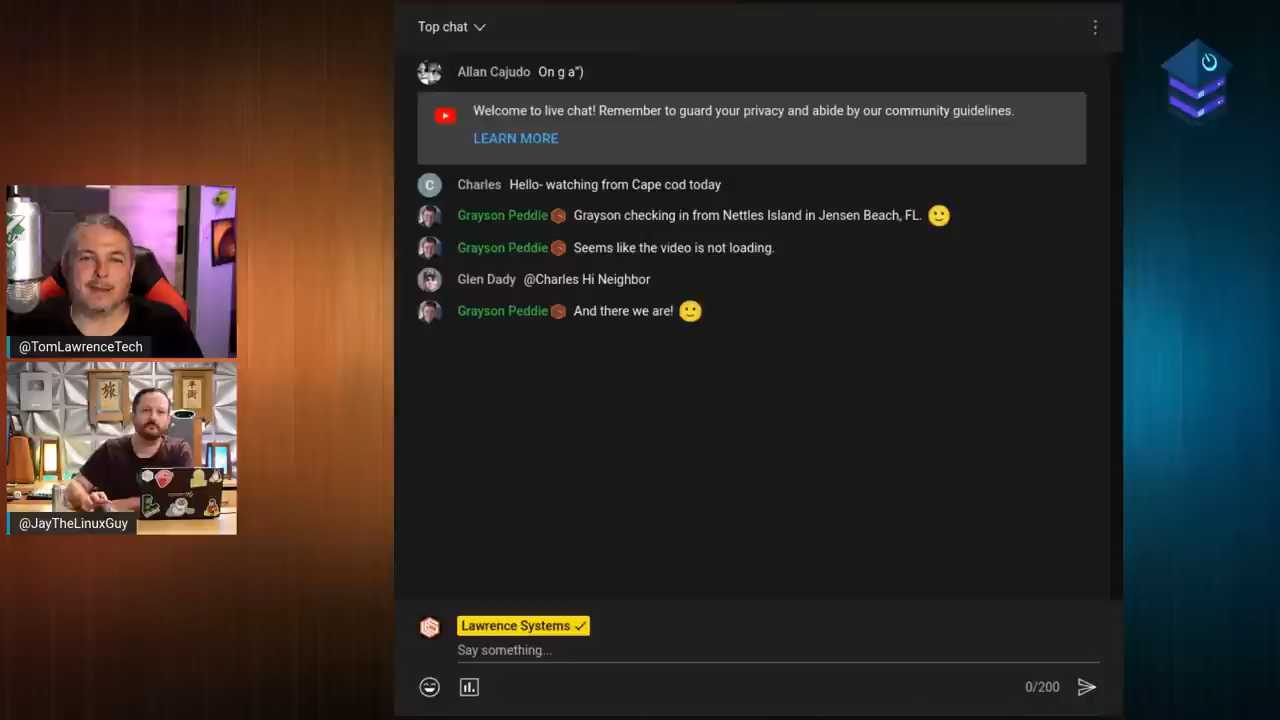 Top chat
Allan Cajudo On g a")
Welcome to live chat! Remember to guard your privacy and abide by our community guidelines.
LEARN MORE
C Charles Hello- watching from Cape cod today
Grayson Peddie Grayson checking in from Nettles Island in Jensen Beach, FL.
Grayson Peddie Seems like the video is not loading.
Glen Dady @Charles Hi Neighbor
Grayson Peddie And there we are!
@TomLawrenceTech
旅
平
@JayTheLinuxGuy
Lawrence Systems
Say something...
0/200